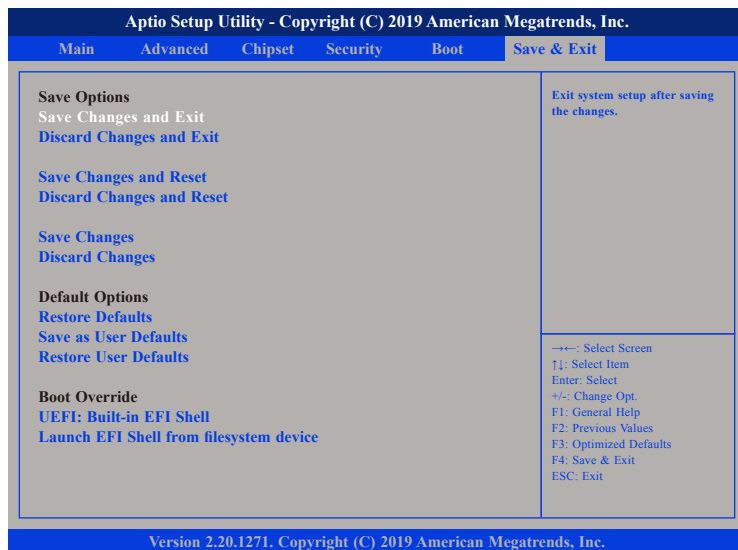 Aptio Setup Utility - Copyright (C) 2019 American Megatrends, Inc.
Main Advanced Chipset Security Boot Save & Exit
Save Options
Save Changes and Exit
Discard Changes and Exit
Save Changes and Reset
Discard Changes and Reset
Save Changes
Discard Changes
Default Options
Restore Defaults
Save as User Defaults
Restore User Defaults
Boot Override
UEFI: Built-in EFI Shell
Launch EFI Shell from filesystem device
Exit system setup after saving
the changes.
→←: Select Screen
↑↓: Select Item
Enter: Select
+/-: Change Opt.
F1: General Help
F2: Previous Values
F3: Optimized Defaults
F4: Save & Exit
ESC: Exit
Version 2.20.1271. Copyright (C) 2019 American Megatrends, Inc.